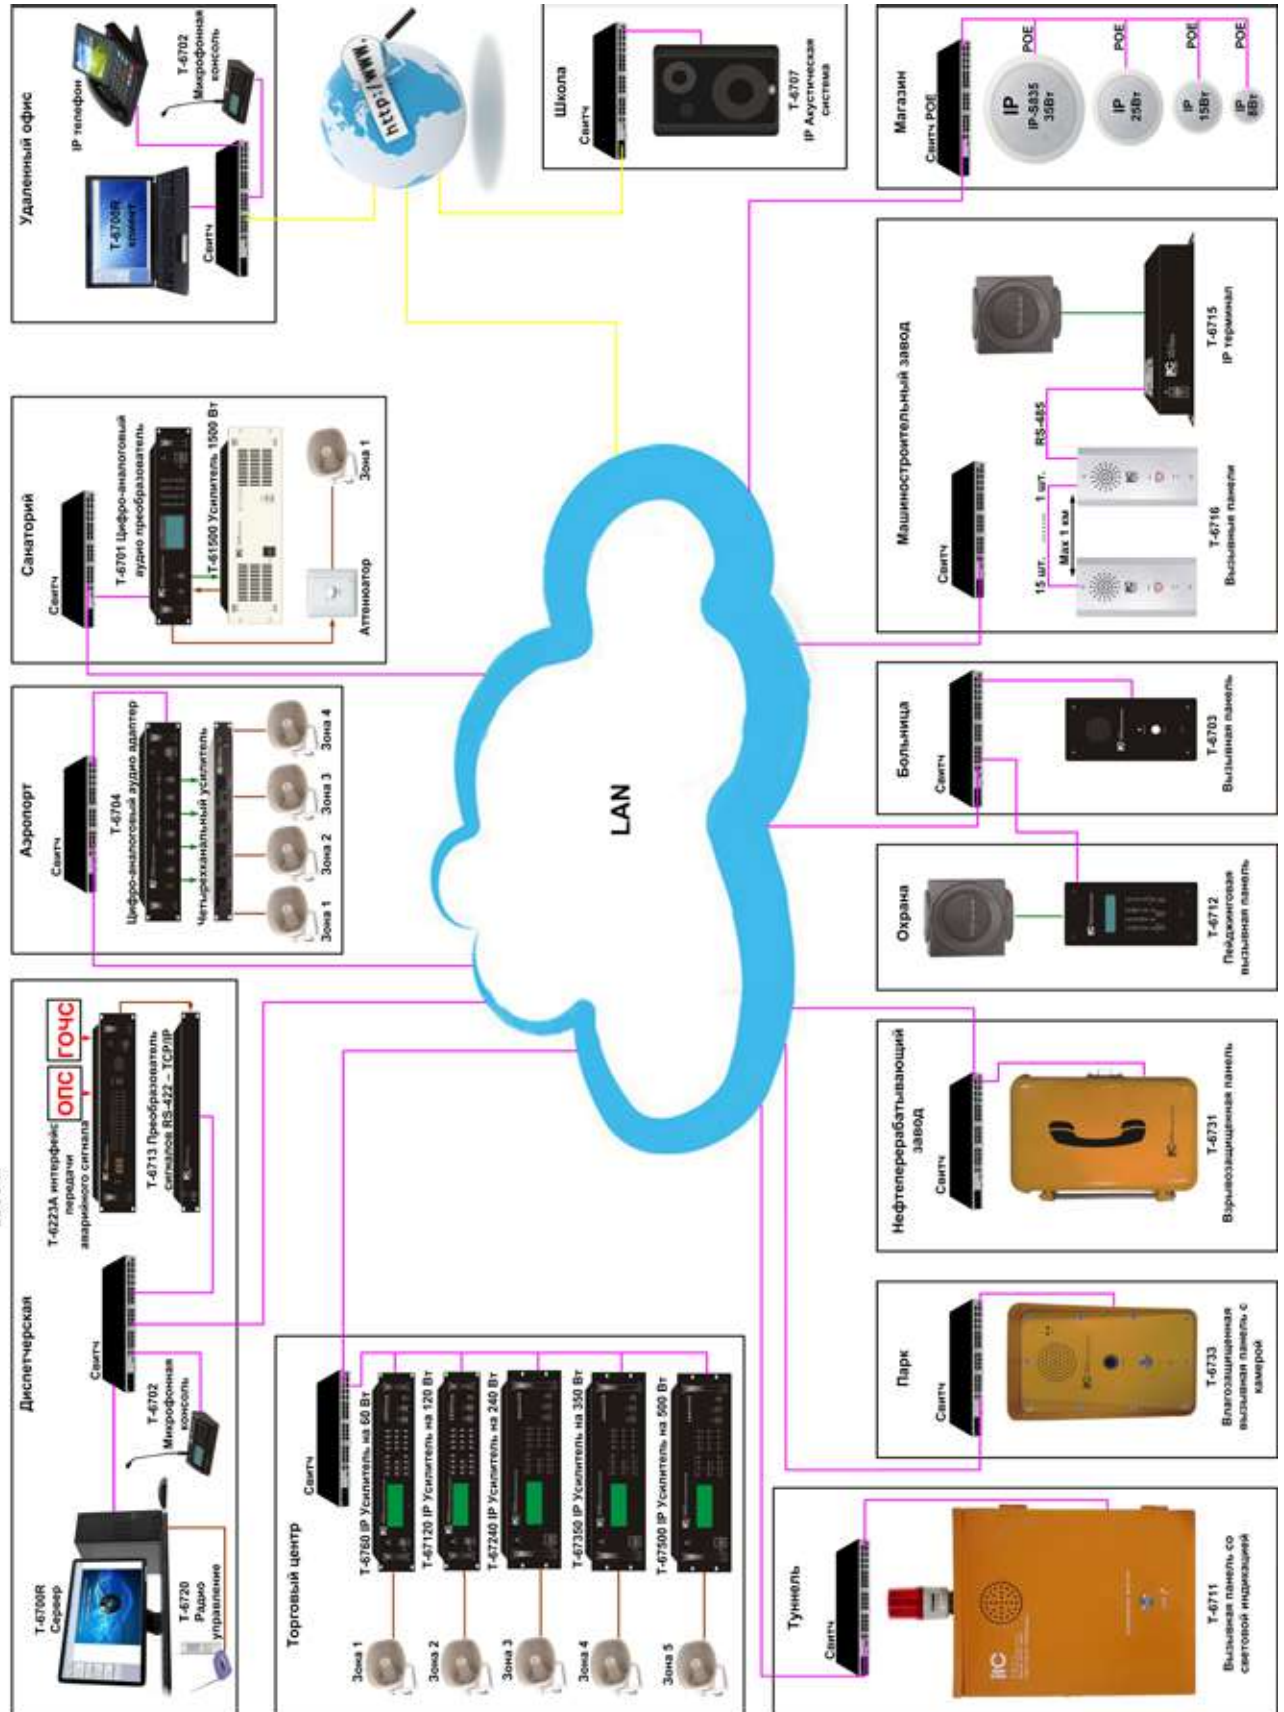 Диспетчерская
T-6700R
Сервер
T-6720
Радио
управление
T-6702
Микрофонная
консоль
Свитч
T-6223A интерфейс
передачи
аварийного сигнала
ОПС
ГОЧС
T-6713 Преобразователь
сигналов RS-422 – TCP/IP
Аэропорт
Свитч
T-6704
Цифро-аналоговый аудио адаптер
Четырехканальный усилитель
Зона 1
Зона 2
Зона 3
Зона 4
Санаторий
Свитч
T-6701 Цифро-аналоговый
аудио преобразователь
T-61500 Усилитель 1500 Вт
Аттенюатор
Зона 1
Удаленный офис
T-6700R
клиент
Свитч
IP телефон
T-6702
Микрофонная
консоль
http://www.
Торговый центр
Свитч
T-6760 IP Усилитель на 60 Вт
Зона 1
T-67120 IP Усилитель на 120 Вт
Зона 2
T-67240 IP Усилитель на 240 Вт
Зона 3
T-67350 IP Усилитель на 350 Вт
Зона 4
T-67500 IP Усилитель на 500 Вт
Зона 5
LAN
Школа
Свитч
T-6707
IP Акустическая
система
Туннель
Свитч
itC
T-6711
Вызывная панель со
световой индикацией
Парк
Свитч
T-6733
Влагозащищенная
вызывная панель с
камерой
Нефтеперерабатывающий
завод
Свитч
T-6731
Взрывозащищенная панель
Охрана
T-6712
Пейджинговая
вызывная панель
Больница
Свитч
T-6703
Вызывная панель
Машиностроительный завод
Свитч
15 шт. ........ 1 шт.
Max 1 км
RS-485
T-6716
Вызывные панели
T-6715
IP терминал
Магазин
Свитч POE
POE
POE
POE
POE
IP
IP-S835
35Вт
IP
25Вт
IP
15Вт
IP
8Вт